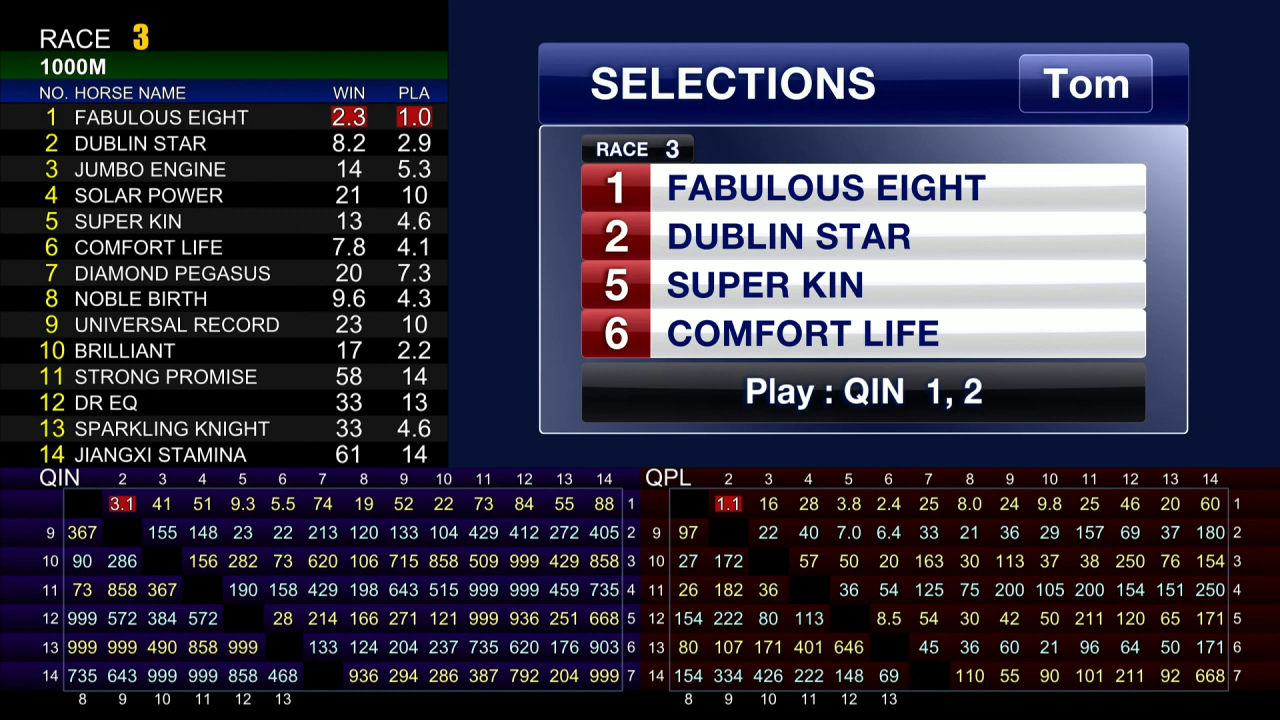 RACE 3
1000M
NO. HORSE NAME WIN PLA
1 FABULOUS EIGHT 2.3 1.0
2 DUBLIN STAR 8.2 2.9
3 JUMBO ENGINE 14 5.3
4 SOLAR POWER 21 10
5 SUPER KIN 13 4.6
6 COMFORT LIFE 7.8 4.1
7 DIAMOND PEGASUS 20 7.3
8 NOBLE BIRTH 9.6 4.3
9 UNIVERSAL RECORD 23 10
10 BRILLIANT 17 2.2
11 STRONG PROMISE 58 14
12 DR EQ 33 13
13 SPARKLING KNIGHT 33 4.6
14 JIANGXI STAMINA 61 14
SELECTIONS Tom
RACE 3
1 FABULOUS EIGHT
2 DUBLIN STAR
5 SUPER KIN
6 COMFORT LIFE
Play : QIN 1, 2
QIN 2 3 4 5 6 7 8 9 10 11 12 13 14
3.1 41 51 9.3 5.5 74 19 52 22 73 84 55 88 1
9 367 155 148 23 22 213 120 133 104 429 412 272 405 2
10 90 286 156 282 73 620 106 715 858 509 999 429 858 3
11 73 858 367 190 158 429 198 643 515 999 999 459 735 4
12 999 572 384 572 28 214 166 271 121 999 936 251 668 5
13 999 999 490 858 999 133 124 204 237 735 620 176 903 6
14 735 643 999 999 858 468 936 294 286 387 792 204 999 7
8 9 10 11 12 13
QPL 2 3 4 5 6 7 8 9 10 11 12 13 14
1.1 16 28 3.8 2.4 25 8.0 24 9.8 25 46 20 60 1
9 97 22 40 7.0 6.4 33 21 36 29 157 69 37 180 2
10 27 172 57 50 20 163 30 113 37 38 250 76 154 3
11 26 182 36 36 54 125 75 200 105 200 154 151 250 4
12 154 222 80 113 8.5 54 30 42 50 211 120 65 171 5
13 80 107 171 401 646 45 36 60 21 96 64 50 171 6
14 154 334 426 222 148 69 110 55 90 101 211 92 668 7
8 9 10 11 12 13